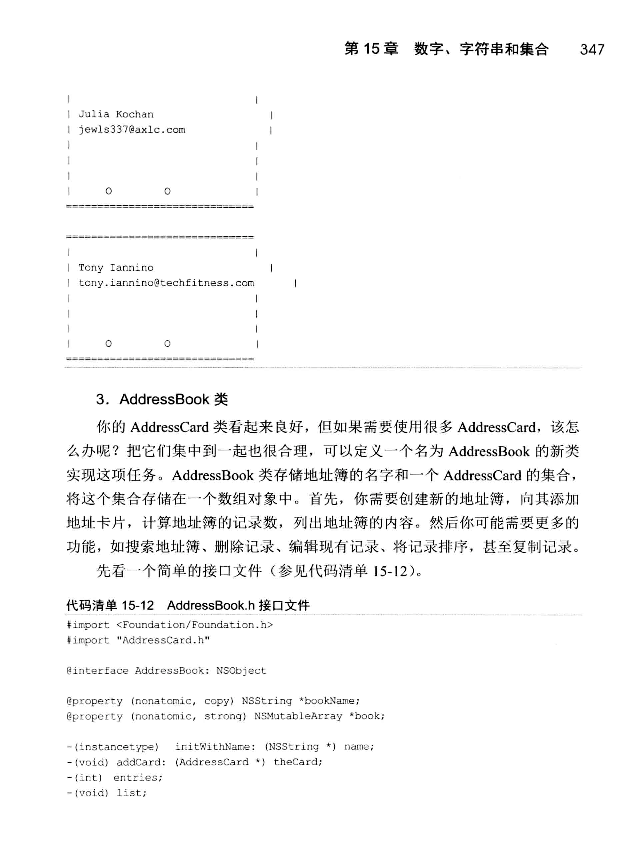 第 15 章 数字、字符串和集合 347
| |
| Julia Kochan |
| jewls337@axlc.com |
| |
| |
| |
| O O |
==============================
==============================
| |
| Tony Iannino |
| tony.iannino@techfitness.com |
| |
| |
| |
| O O |
==============================
3．AddressBook 类
你的 AddressCard 类看起来良好，但如果需要使用很多 AddressCard，该怎
么办呢？把它们集中到一起也很合理，可以定义一个名为 AddressBook 的新类
实现这项任务。AddressBook 类存储地址簿的名字和一个 AddressCard 的集合，
将这个集合存储在一个数组对象中。首先，你需要创建新的地址簿，向其添加
地址卡片，计算地址簿的记录数，列出地址簿的内容。然后你可能需要更多的
功能，如搜索地址簿、删除记录、编辑现有记录、将记录排序，甚至复制记录。
先看一个简单的接口文件（参见代码清单 15-12）。
代码清单 15-12 AddressBook.h 接口文件
#import <Foundation/Foundation.h>
#import "AddressCard.h"
@interface AddressBook: NSObject
@property (nonatomic, copy) NSString *bookName;
@property (nonatomic, strong) NSMutableArray *book;
-(instancetype) initWithName: (NSString *) name;
-(void) addCard: (AddressCard *) theCard;
-(int) entries;
-(void) list;